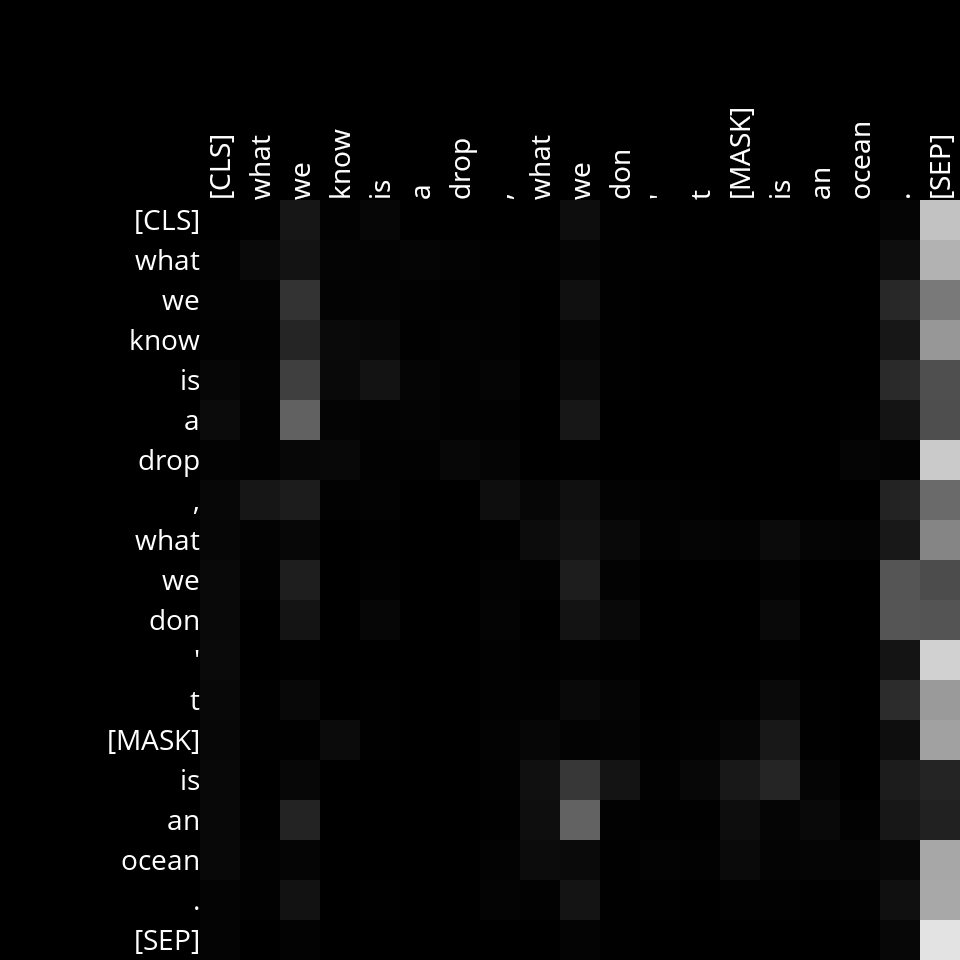 [CLS] what we know is a drop , what we don ' t [MASK] is an ocean . [SEP]
[CLS]
what
we
know
is
a
drop
,
what
we
don
'
t
[MASK]
is
an
ocean
.
[SEP]